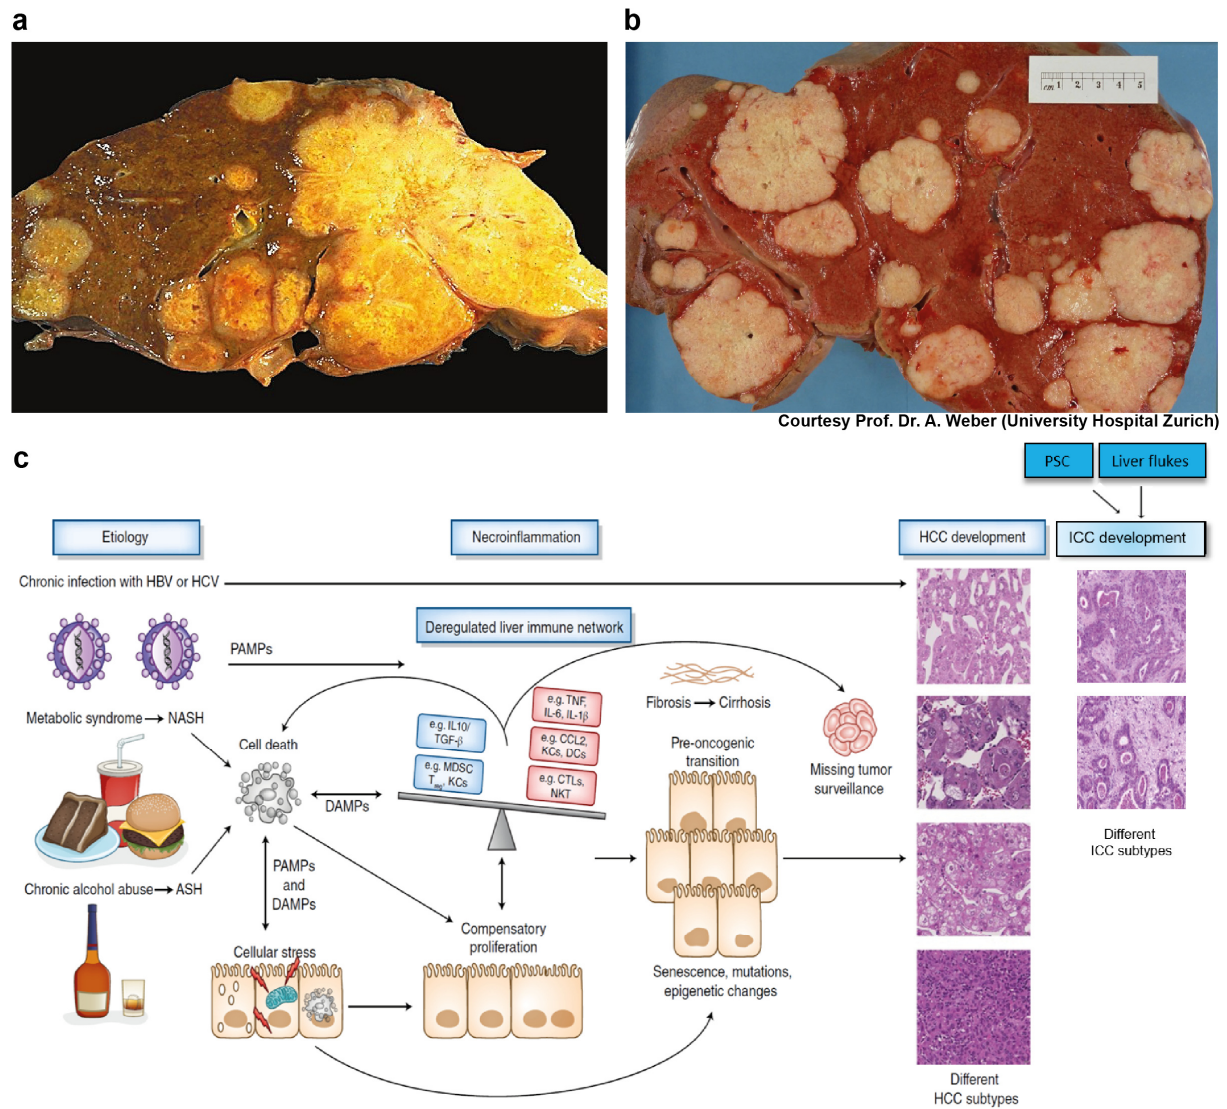 a
b
cm 1 2 3 4 5
Courtesy Prof. Dr. A. Weber (University Hospital Zurich)
c
PSC
Liver flukes
Etiology
Necroinflammation
HCC development
ICC development
Chronic infection with HBV or HCV
Deregulated liver immune network
PAMPs
e.g. TNF,
IL-6, IL-1β
Fibrosis → Cirrhosis
Metabolic syndrome → NASH
e.g. IL10/
TGF-β
e.g. CCL2,
KCs, DCs
Cell death
Pre-oncogenic
transition
e.g. MDSC
Treg, KCs
e.g. CTLs,
NKT
Missing tumor
surveillance
DAMPs
Different
ICC subtypes
PAMPs
and
DAMPs
Chronic alcohol abuse → ASH
Compensatory
proliferation
Cellular stress
Senescence, mutations,
epigenetic changes
Different
HCC subtypes